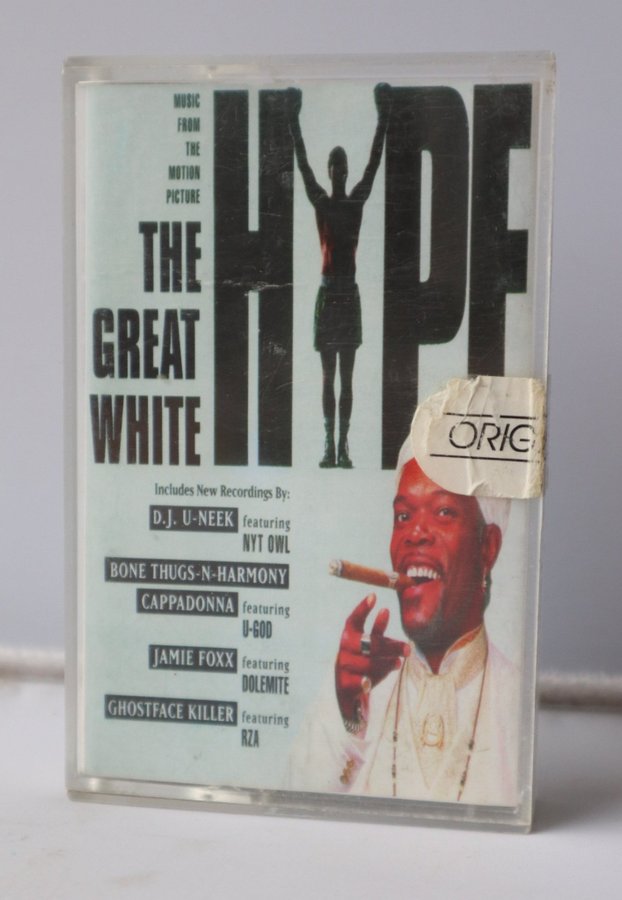 MUSIC
FROM
THE
MOTION
PICTURE
THE
GREAT
WHITE
HYPE
Includes New Recordings By:
D.J. U-NEEK featuring
NYT OWL
BONE THUGS-N-HARMONY
CAPPADONNA featuring
U-GOD
JAMIE FOXX featuring
DOLEMITE
GHOSTFACE KILLER featuring
RZA
ORIG